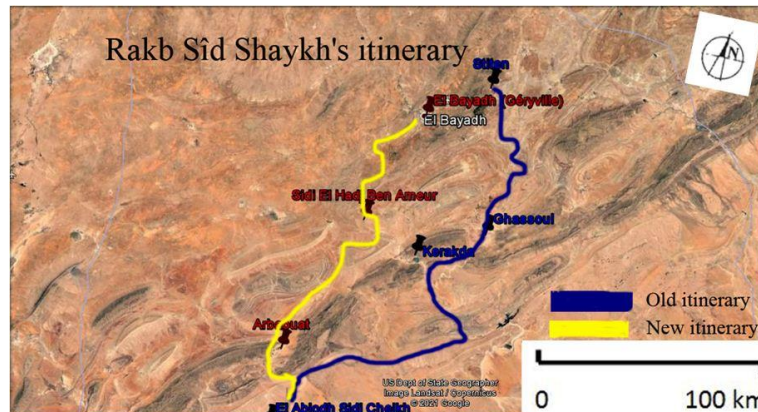 Rakb Sîd Shaykh's itinerary
N
Stiten
El Bayadh (Géryville)
El Bayadh
Sidi El Hadj Ben Ameur
Ghassoul
Kerakda
Old itinerary
New itinerary
Arbaouat
US Dept of State Geographer
Image Landsat / Copernicus
© 2021 Google
El Abiodh Sidi Cheikh
0 100 km